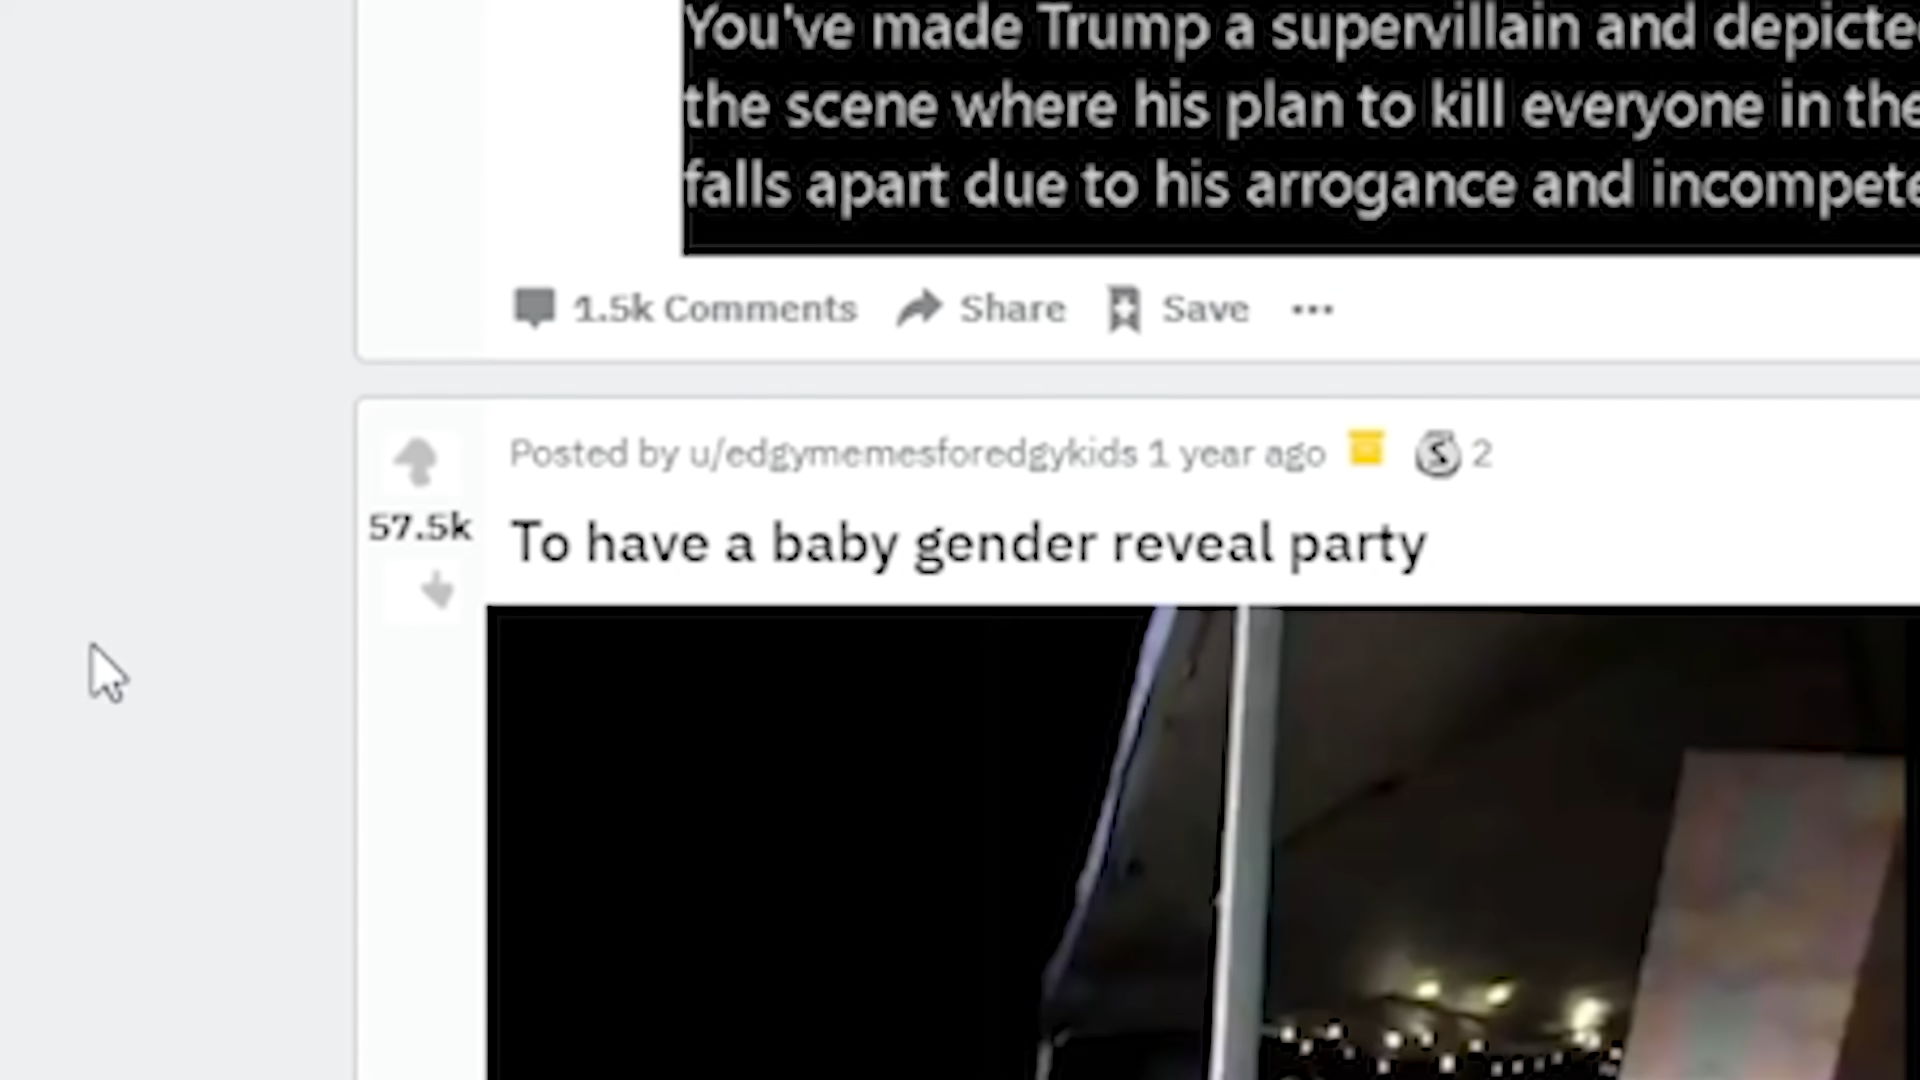 You've made Trump a supervillain and depicted
the scene where his plan to kill everyone in the
falls apart due to his arrogance and
1.5k Comments Share Save ...
Posted by u/edgymemesforedgykids 1 year ago S 2
57.5k
To have a baby gender reveal party